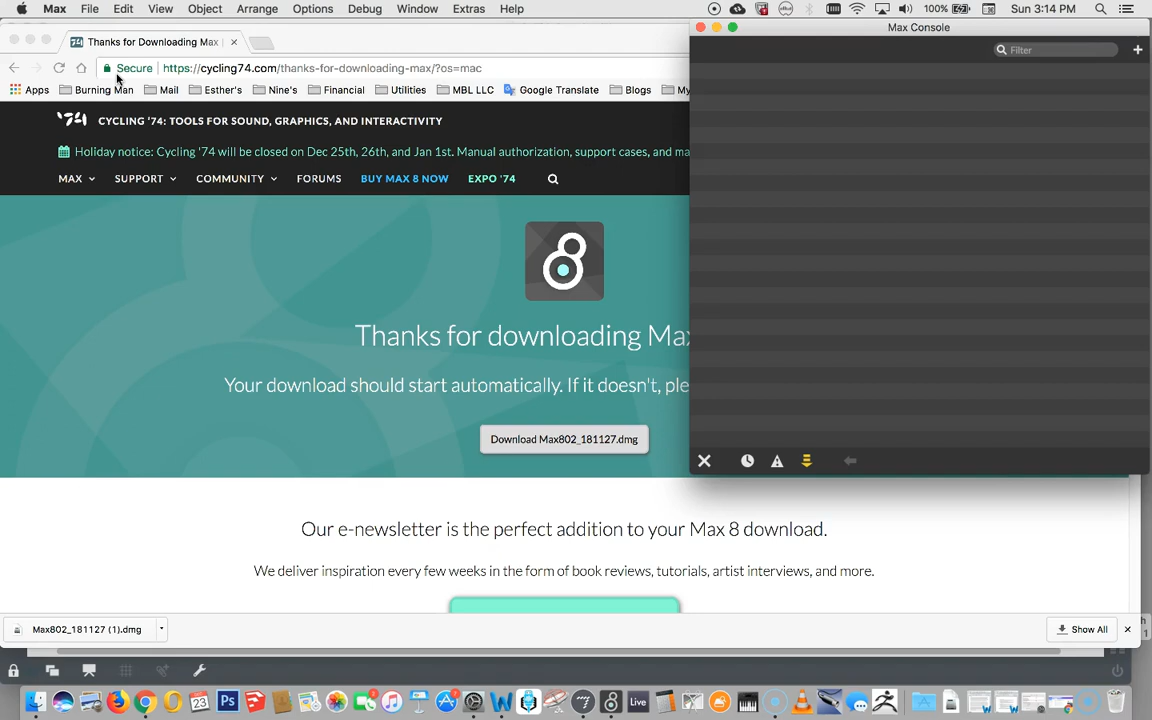 Max File Edit View Object Arrange Options Debug Window Extras Help 100% Sun 3:14 PM
Thanks for Downloading Max
Max Console
Secure https://cycling74.com/thanks-for-downloading-max/?os=mac
Filter
Apps Burning Man Mail Esther's Nine's Financial Utilities MBL LLC Google Translate Blogs My
'74 CYCLING '74: TOOLS FOR SOUND, GRAPHICS, AND INTERACTIVITY
Holiday notice: Cycling '74 will be closed on Dec 25th, 26th, and Jan 1st. Manual authorization, support cases, and ma
MAX SUPPORT COMMUNITY FORUMS BUY MAX 8 NOW EXPO '74
8
Thanks for downloading Max
Your download should start automatically. If it doesn't, ple
Download Max802_181127.dmg
Our e-newsletter is the perfect addition to your Max 8 download.
We deliver inspiration every few weeks in the form of book reviews, tutorials, artist interviews, and more.
Max802_181127 (1).dmg
Show All
23 Ps Live